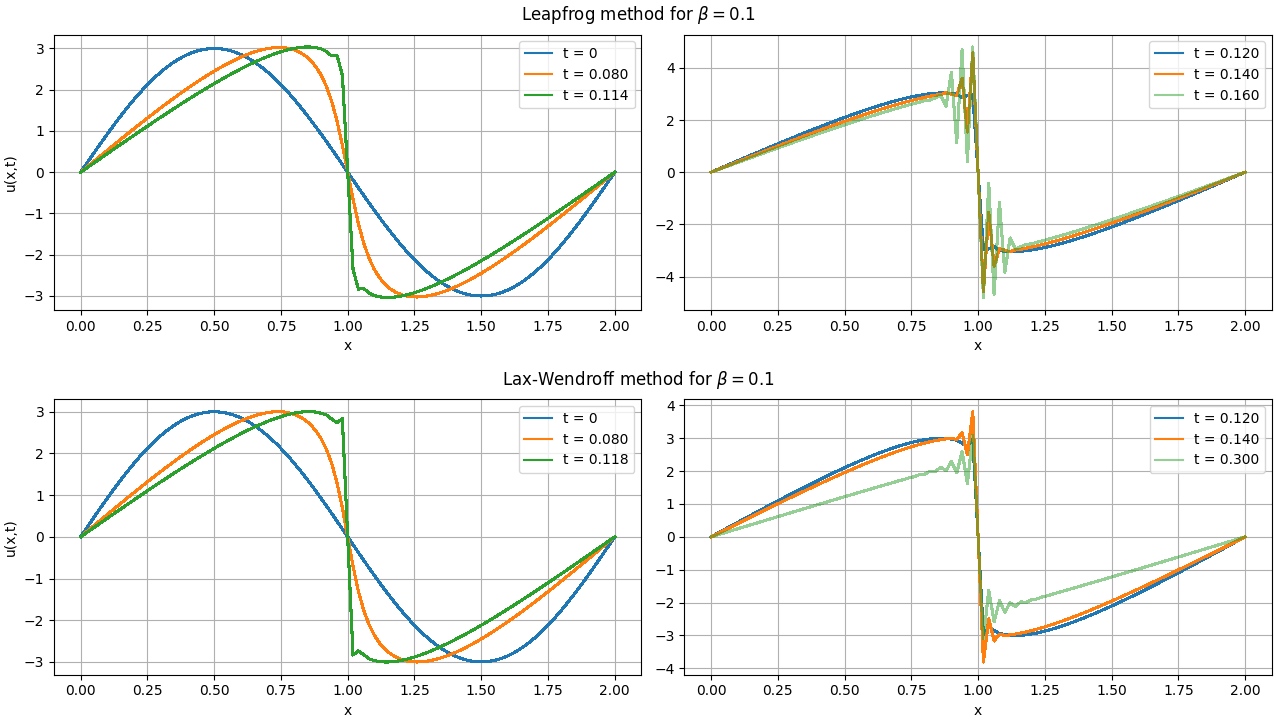 Leapfrog method for β = 0.1
t = 0
t = 0.080
t = 0.114
3
2
1
0
−1
−2
−3
u(x,t)
0.00 0.25 0.50 0.75 1.00 1.25 1.50 1.75 2.00
x
t = 0.120
t = 0.140
t = 0.160
4
2
0
−2
−4
0.00 0.25 0.50 0.75 1.00 1.25 1.50 1.75 2.00
x
Lax-Wendroff method for β = 0.1
t = 0
t = 0.080
t = 0.118
3
2
1
0
−1
−2
−3
u(x,t)
0.00 0.25 0.50 0.75 1.00 1.25 1.50 1.75 2.00
x
t = 0.120
t = 0.140
t = 0.300
4
3
2
1
0
−1
−2
−3
−4
0.00 0.25 0.50 0.75 1.00 1.25 1.50 1.75 2.00
x